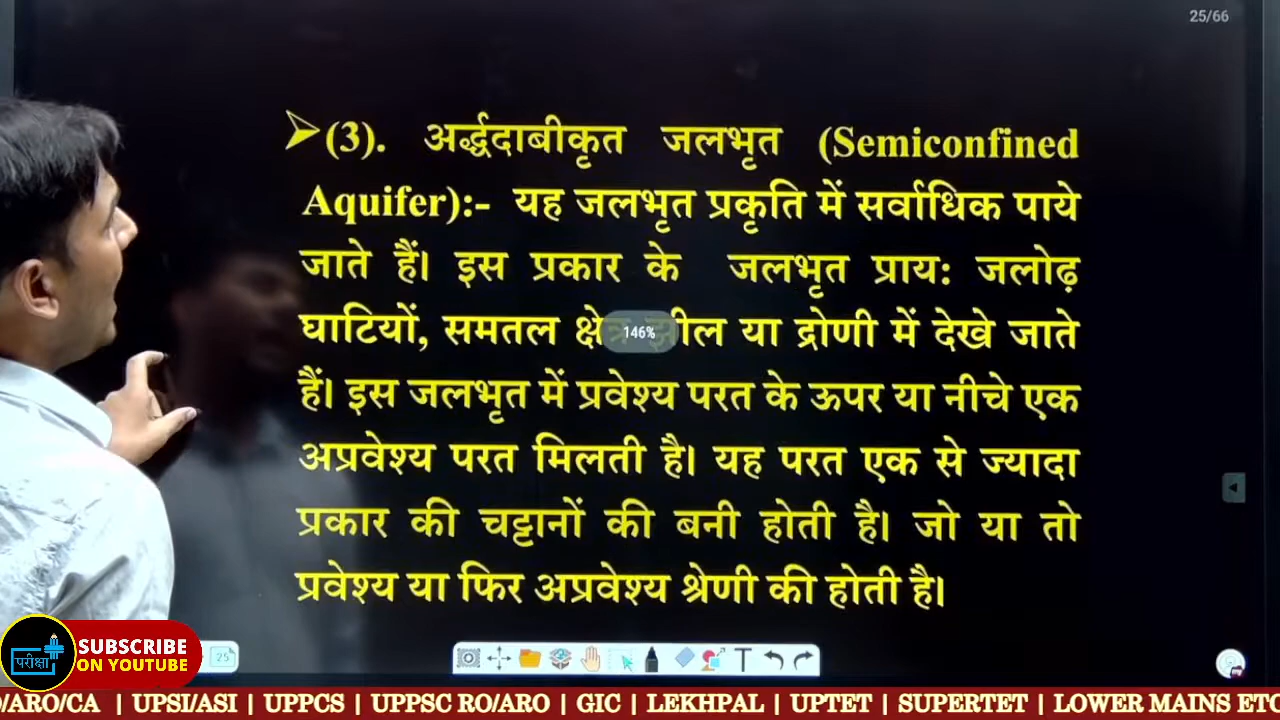 25/66
(3). अर्द्धदाबीकृत जलभृत (Semiconfined
Aquifer):- यह जलभृत प्रकृति में सर्वाधिक पाये
जाते हैं। इस प्रकार के जलभृत प्राय: जलोढ़
घाटियों, समतल 146% या द्रोणी में देखे जाते
हैं। इस जलभृत में प्रवेश्य परत के ऊपर या नीचे एक
अप्रवेश्य परत मिलती है। यह परत एक से ज्यादा
प्रकार की चट्टानों की बनी होती है। जो या तो
प्रवेश्य या फिर अप्रवेश्य श्रेणी की होती है।
परीक्षा
SUBSCRIBE
ON YOUTUBE
25
T
/ARO/CA | UPSI/ASI | UPPCS | UPPSC RO/ARO | GIC | LEKHPAL | UPTET | SUPERTET | LOWER MAINS ETC